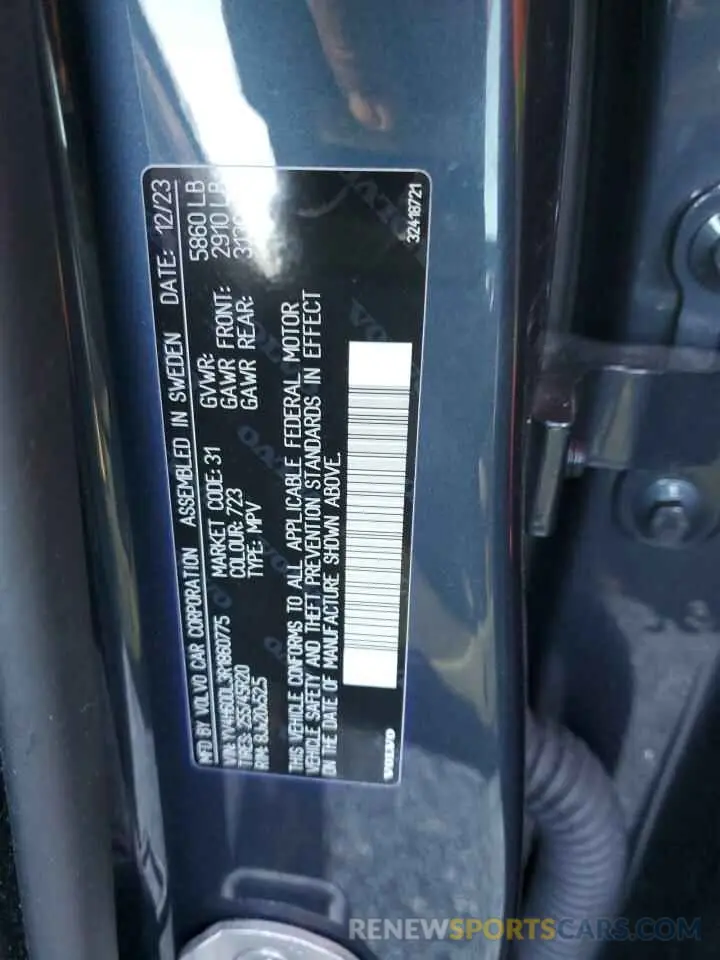 MFD BY VOLVO CAR CORPORATION ASSEMBLED IN SWEDEN DATE: 12/23
VIN: YV4H60DL3R1860775 MARKET CODE: 31 GVWR: 5860 LB
TIRES: 255/45R20 COLOUR: 723 GAWR FRONT: 2910 LB
RIM: 8Jx20x52.5 TYPE: MPV GAWR REAR:
THIS VEHICLE CONFORMS TO ALL APPLICABLE FEDERAL MOTOR
VEHICLE SAFETY AND THEFT PREVENTION STANDARDS IN EFFECT
ON THE DATE OF MANUFACTURE SHOWN ABOVE.
VOLVO
32418721
RENEWSPORTSCARS.COM